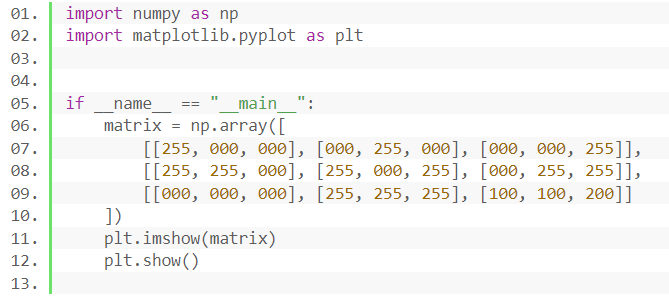 01. import numpy as np
02. import matplotlib.pyplot as plt
03.
04.
05. if __name__ == "__main__":
06.     matrix = np.array([
07.         [[255, 000, 000], [000, 255, 000], [000, 000, 255]],
08.         [[255, 255, 000], [255, 000, 255], [000, 255, 255]],
09.         [[000, 000, 000], [255, 255, 255], [100, 100, 200]]
10.     ])
11.     plt.imshow(matrix)
12.     plt.show()
13.